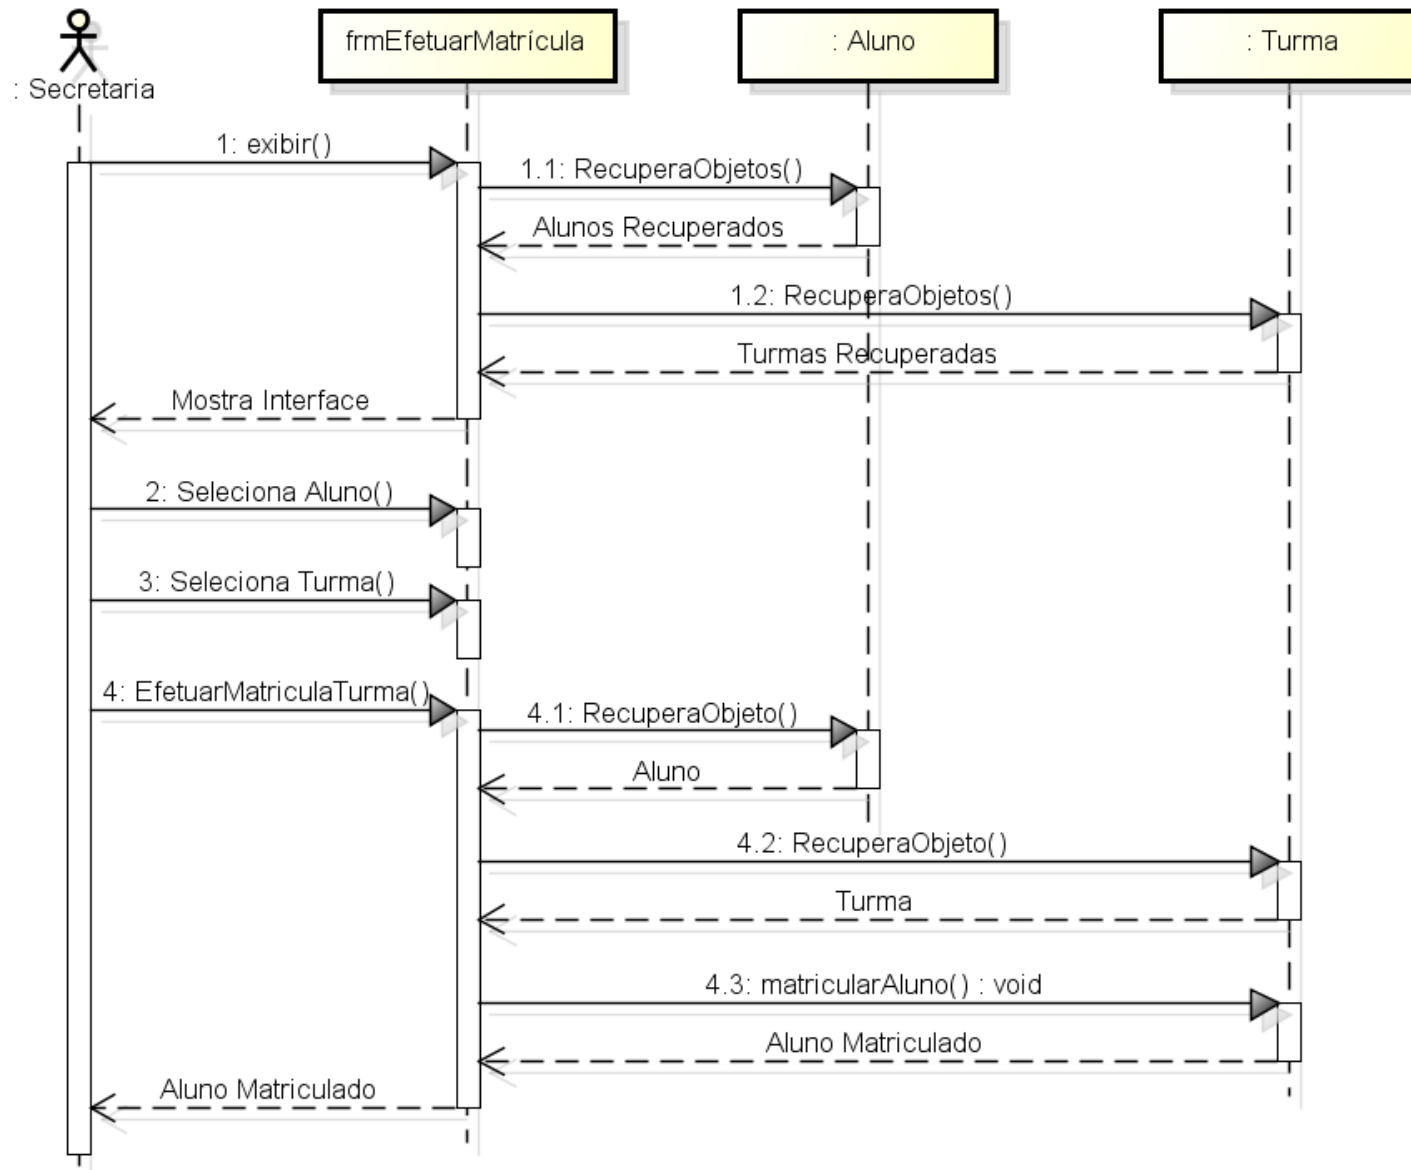 frmEfetuarMatrícula
: Aluno
: Turma
: Secretaria
1: exibir()
1.1: RecuperaObjetos()
Alunos Recuperados
1.2: RecuperaObjetos()
Turmas Recuperadas
Mostra Interface
2: Seleciona Aluno()
3: Seleciona Turma()
4: EfetuarMatriculaTurma()
4.1: RecuperaObjeto()
Aluno
4.2: RecuperaObjeto()
Turma
4.3: matricularAluno() : void
Aluno Matriculado
Aluno Matriculado